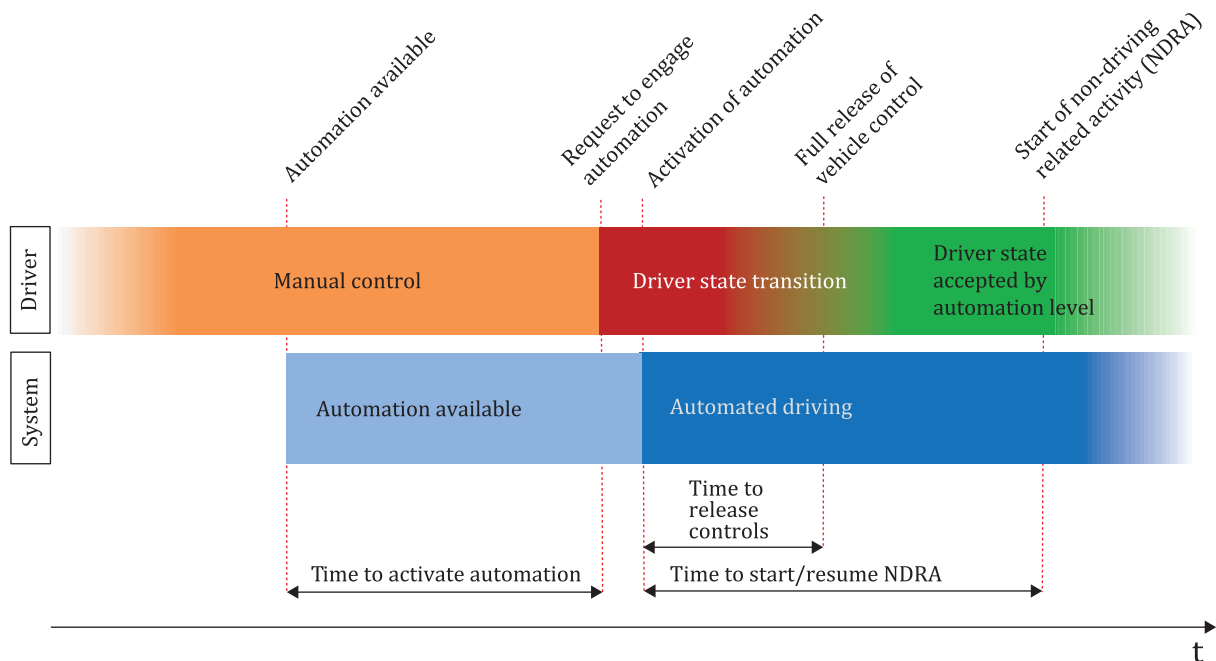 Automation available
Request to engage
automation
Activation of automation
Full release of
vehicle control
Start of non-driving
related activity (NDRA)
Driver
Manual control
Driver state transition
Driver state
accepted by
automation level
System
Automation available
Automated driving
Time to
release
controls
Time to activate automation
Time to start/resume NDRA
t